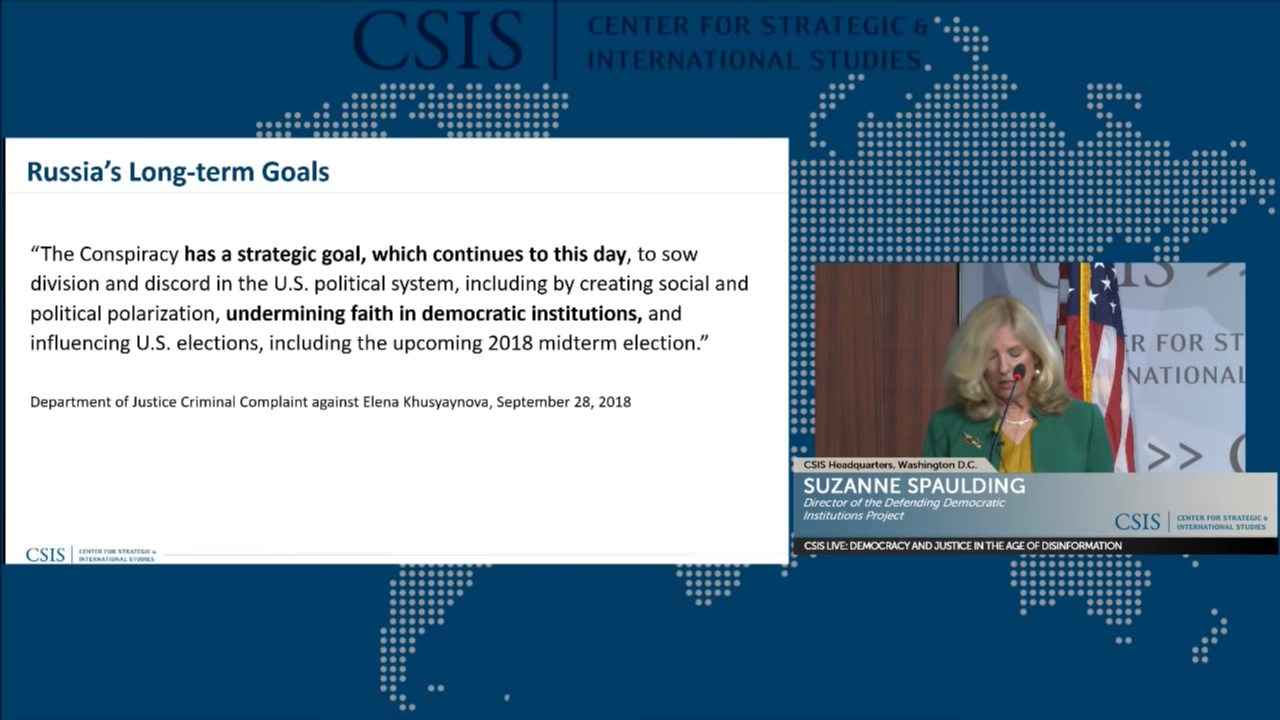 CSIS
CENTER FOR STRATEGIC &
INTERNATIONAL STUDIES
Russia’s Long-term Goals
“The Conspiracy has a strategic goal, which continues to this day, to sow
division and discord in the U.S. political system, including by creating social and
political polarization, undermining faith in democratic institutions, and
influencing U.S. elections, including the upcoming 2018 midterm election.”
Department of Justice Criminal Complaint against Elena Khusyaynova, September 28, 2018
CSIS
CENTER FOR STRATEGIC &
INTERNATIONAL STUDIES
CSIS >>
ER FOR ST
NATIONAL
>> C
CSIS Headquarters, Washington D.C.
SUZANNE SPAULDING
Director of the Defending Democratic
Institutions Project
CSIS
CENTER FOR STRATEGIC &
INTERNATIONAL STUDIES
CSIS LIVE: DEMOCRACY AND JUSTICE IN THE AGE OF DISINFORMATION